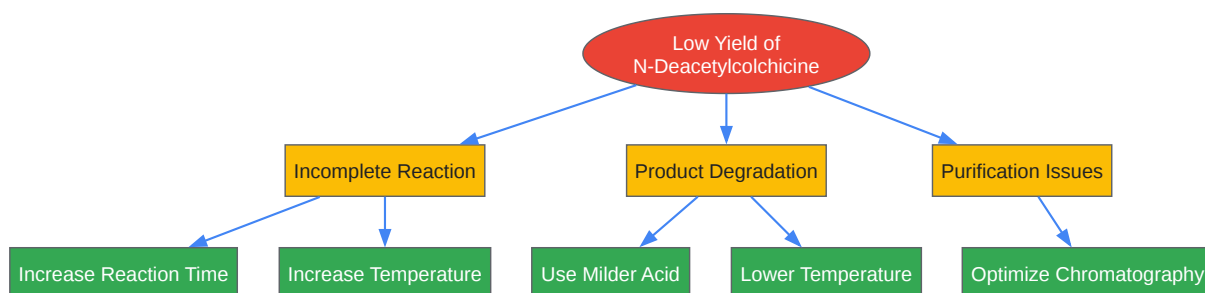 Low Yield of
N-Deacetylcolchicine
Incomplete Reaction
Product Degradation
Purification Issues
Increase Reaction Time
Increase Temperature
Use Milder Acid
Lower Temperature
Optimize Chromatography